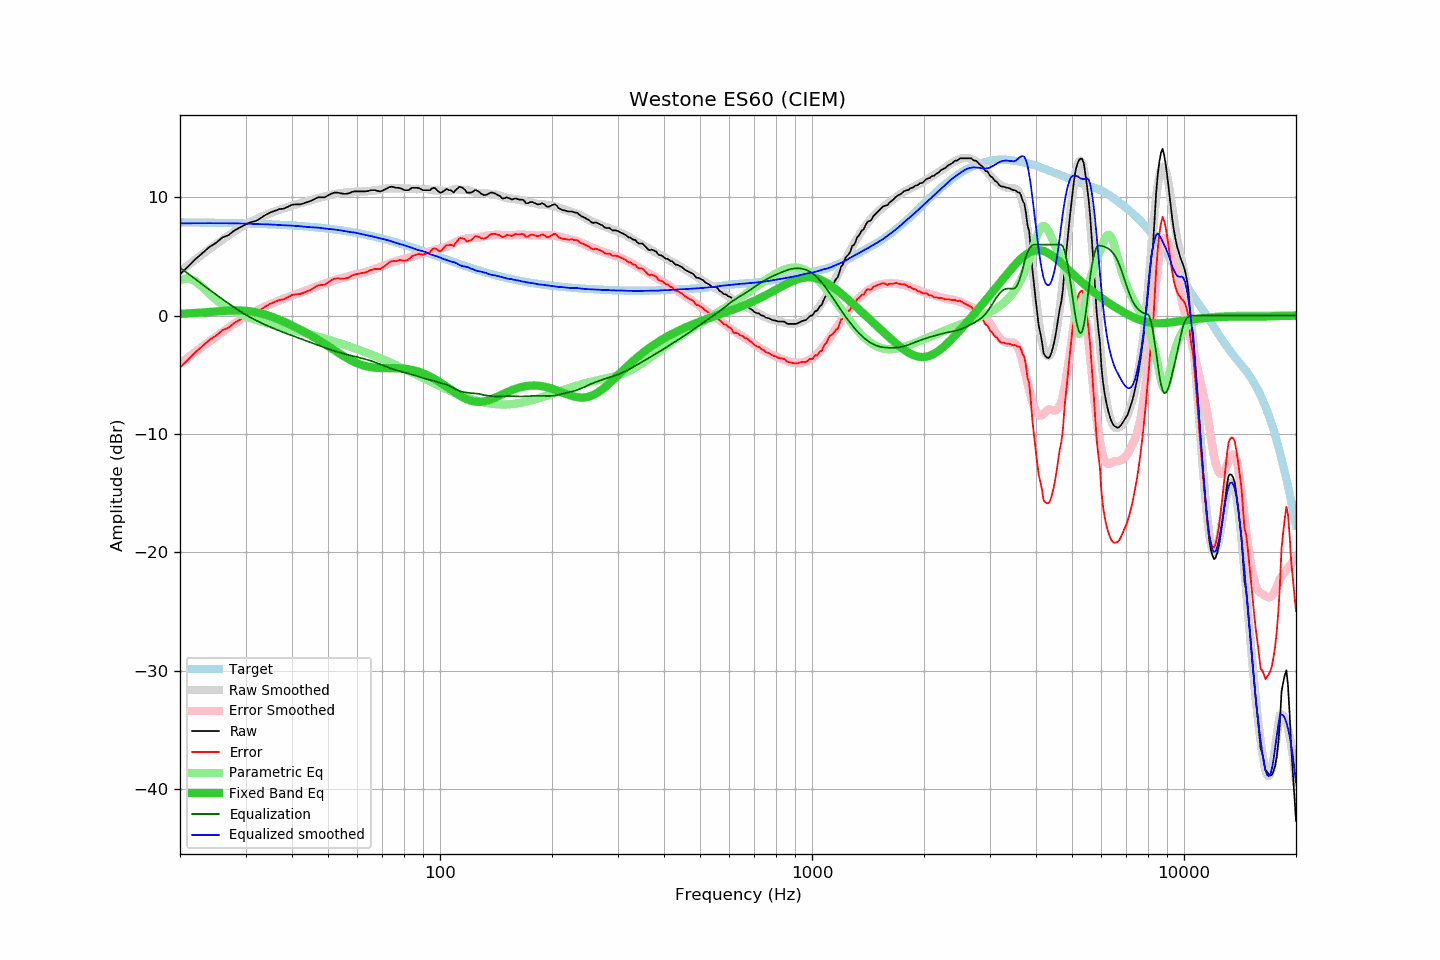 Westone ES60 (CIEM)
Amplitude (dBr)
10
0
−10
−20
−30
−40
Target
Raw Smoothed
Error Smoothed
Raw
Error
Parametric Eq
Fixed Band Eq
Equalization
Equalized smoothed
100
1000
10000
Frequency (Hz)